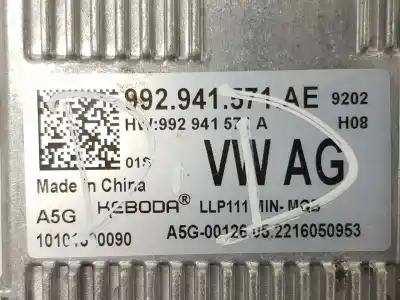 992.941.571 AE 9202
HW:992 941 571 A H08
01S VW AG
Made in China
A5G KEBODA® LLP111 MIN-MQB
A5G-00126.05.2216050953
B.D